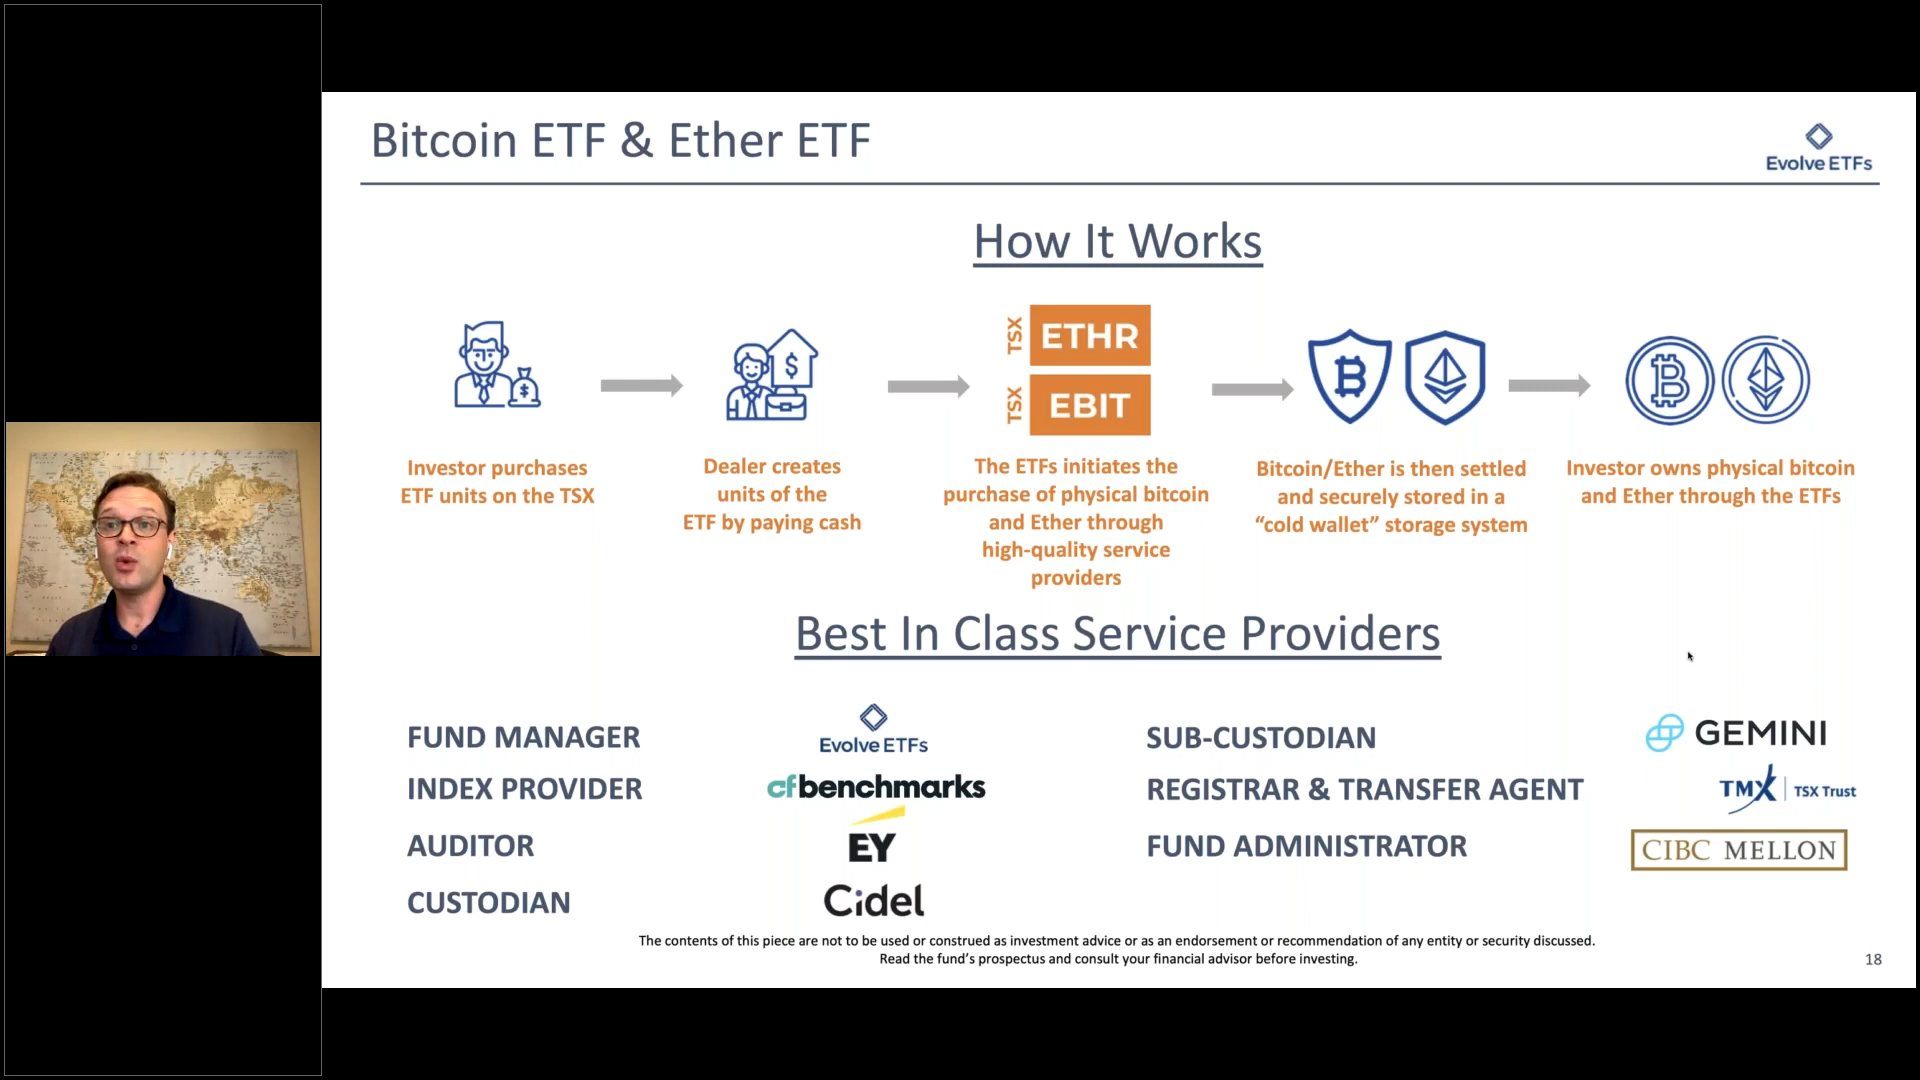 Bitcoin ETF & Ether ETF
Evolve ETFs
How It Works
TSX
ETHR
TSX
EBIT
Investor purchases
ETF units on the TSX
Dealer creates
units of the
ETF by paying cash
The ETFs initiates the
purchase of physical bitcoin
and Ether through
high-quality service
providers
Bitcoin/Ether is then settled
and securely stored in a
“cold wallet” storage system
Investor owns physical bitcoin
and Ether through the ETFs
Best In Class Service Providers
FUND MANAGER
Evolve ETFs
INDEX PROVIDER
cfbenchmarks
AUDITOR
EY
CUSTODIAN
Cidel
SUB-CUSTODIAN
GEMINI
REGISTRAR & TRANSFER AGENT
TMX | TSX Trust
FUND ADMINISTRATOR
CIBC MELLON
The contents of this piece are not to be used or construed as investment advice or as an endorsement or recommendation of any entity or security discussed.
Read the fund’s prospectus and consult your financial advisor before investing.
18